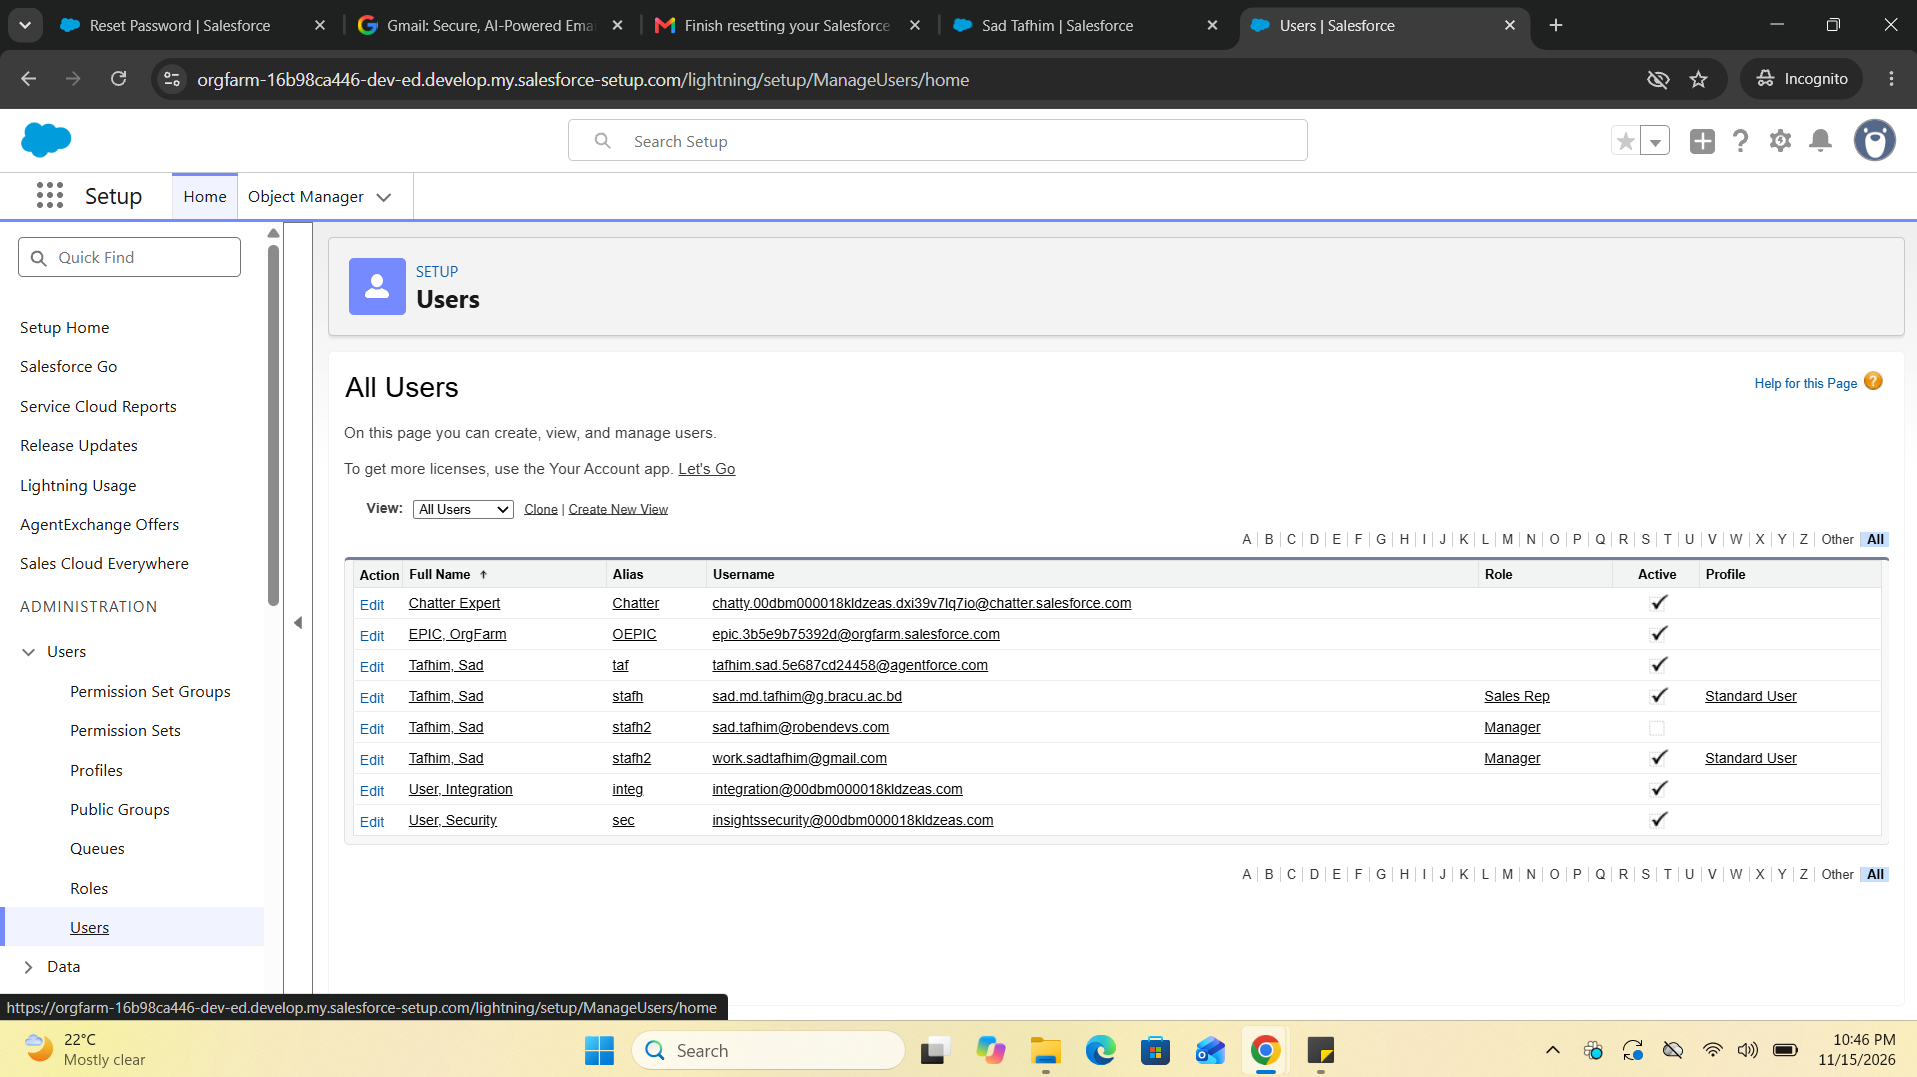 Reset Password | Salesforce
Gmail: Secure, AI-Powered Emai
Finish resetting your Salesforce
Sad Tafhim | Salesforce
Users | Salesforce
orgfarm-16b98ca446-dev-ed.develop.my.salesforce-setup.com/lightning/setup/ManageUsers/home
Incognito
Search Setup
Setup
Home
Object Manager
Quick Find
Setup Home
Salesforce Go
Service Cloud Reports
Release Updates
Lightning Usage
AgentExchange Offers
Sales Cloud Everywhere
ADMINISTRATION
Users
Permission Set Groups
Permission Sets
Profiles
Public Groups
Queues
Roles
Users
Data
SETUP
Users
All Users
Help for this Page ?
On this page you can create, view, and manage users.
To get more licenses, use the Your Account app. Let's Go
View: All Users Clone | Create New View
A | B | C | D | E | F | G | H | I | J | K | L | M | N | O | P | Q | R | S | T | U | V | W | X | Y | Z | Other All
Action Full Name Alias Username Role Active Profile
Edit Chatter Expert Chatter chatty.00dbm000018kldzeas.dxi39v7lq7io@chatter.salesforce.com
Edit EPIC, OrgFarm OEPIC epic.3b5e9b75392d@orgfarm.salesforce.com
Edit Tafhim, Sad taf tafhim.sad.5e687cd24458@agentforce.com
Edit Tafhim, Sad stafh sad.md.tafhim@g.bracu.ac.bd Sales Rep Standard User
Edit Tafhim, Sad stafh2 sad.tafhim@robendevs.com Manager
Edit Tafhim, Sad stafh2 work.sadtafhim@gmail.com Manager Standard User
Edit User, Integration integ integration@00dbm000018kldzeas.com
Edit User, Security sec insightssecurity@00dbm000018kldzeas.com
A | B | C | D | E | F | G | H | I | J | K | L | M | N | O | P | Q | R | S | T | U | V | W | X | Y | Z | Other All
https://orgfarm-16b98ca446-dev-ed.develop.my.salesforce-setup.com/lightning/setup/ManageUsers/home
22°C
Mostly clear
Search
10:46 PM
11/15/2026